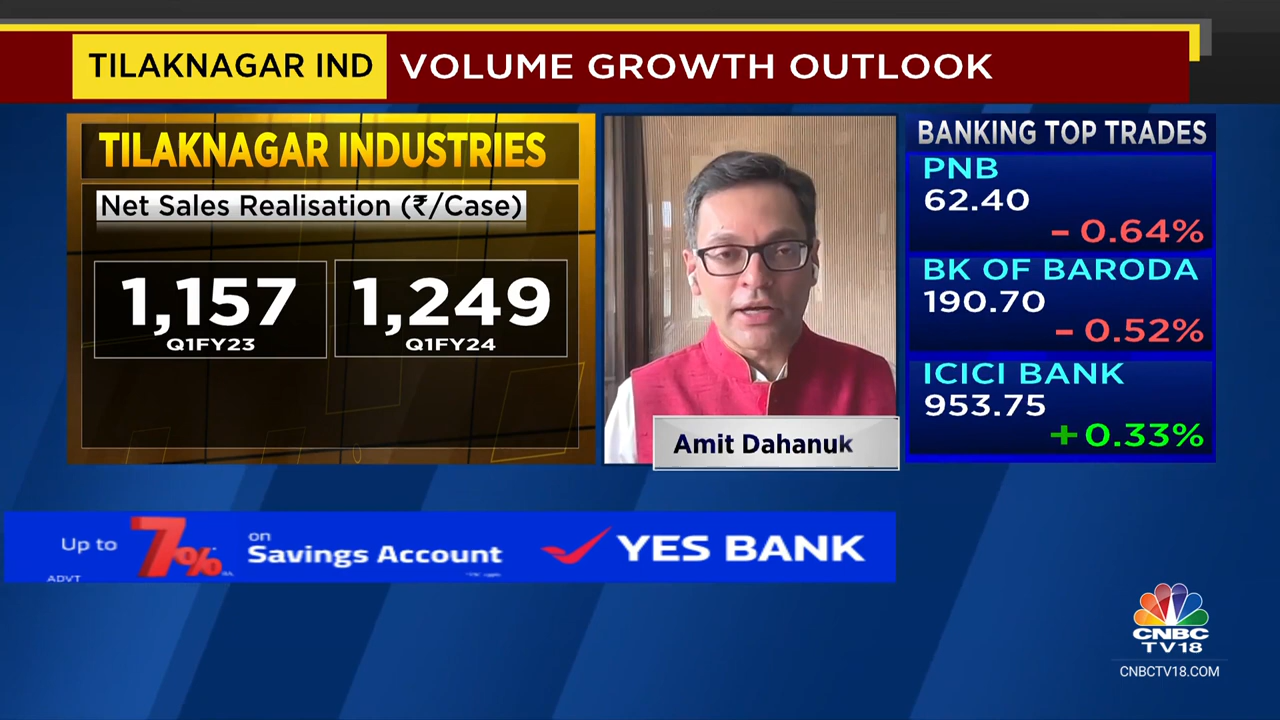 TILAKNAGAR IND VOLUME GROWTH OUTLOOK
TILAKNAGAR INDUSTRIES
Net Sales Realisation (₹/Case)
1,157
Q1FY23
1,249
Q1FY24
Amit Dahanuk
BANKING TOP TRADES
PNB
62.40
- 0.64%
BK OF BARODA
190.70
- 0.52%
ICICI BANK
953.75
+ 0.33%
Up to 7% on Savings Account
YES BANK
ADVT
CNBC
TV18
CNBCTV18.COM